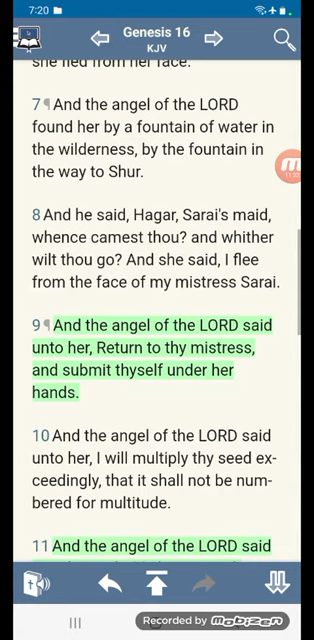 7:20
Genesis 16
KJV
she fled from her face.
7¶ And the angel of the LORD
found her by a fountain of water in
the wilderness, by the fountain in
the way to Shur.
8 And he said, Hagar, Sarai's maid,
whence camest thou? and whither
wilt thou go? And she said, I flee
from the face of my mistress Sarai.
9¶ And the angel of the LORD said
unto her, Return to thy mistress,
and submit thyself under her
hands.
10 And the angel of the LORD said
unto her, I will multiply thy seed ex-
ceedingly, that it shall not be num-
bered for multitude.
11 And the angel of the LORD said
Recorded by Mobizen